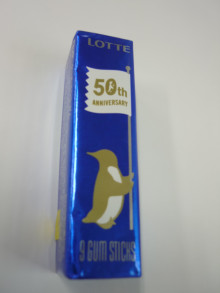 LOTTE
50th
ANNIVERSARY
9 GUM STICKS